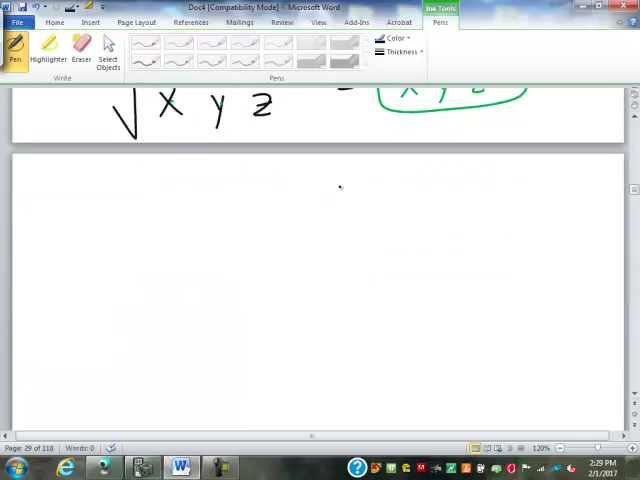 Doc4 [Compatibility Mode] - Microsoft Word
Ink Tools
File Home Insert Page Layout References Mailings Review View Add-Ins Acrobat Pens
Pen Highlighter Eraser Select Objects
Color
Thickness
Write Pens
√x y z = x y z
Page: 29 of 118 Words: 0 120%
2:29 PM
2/1/2017